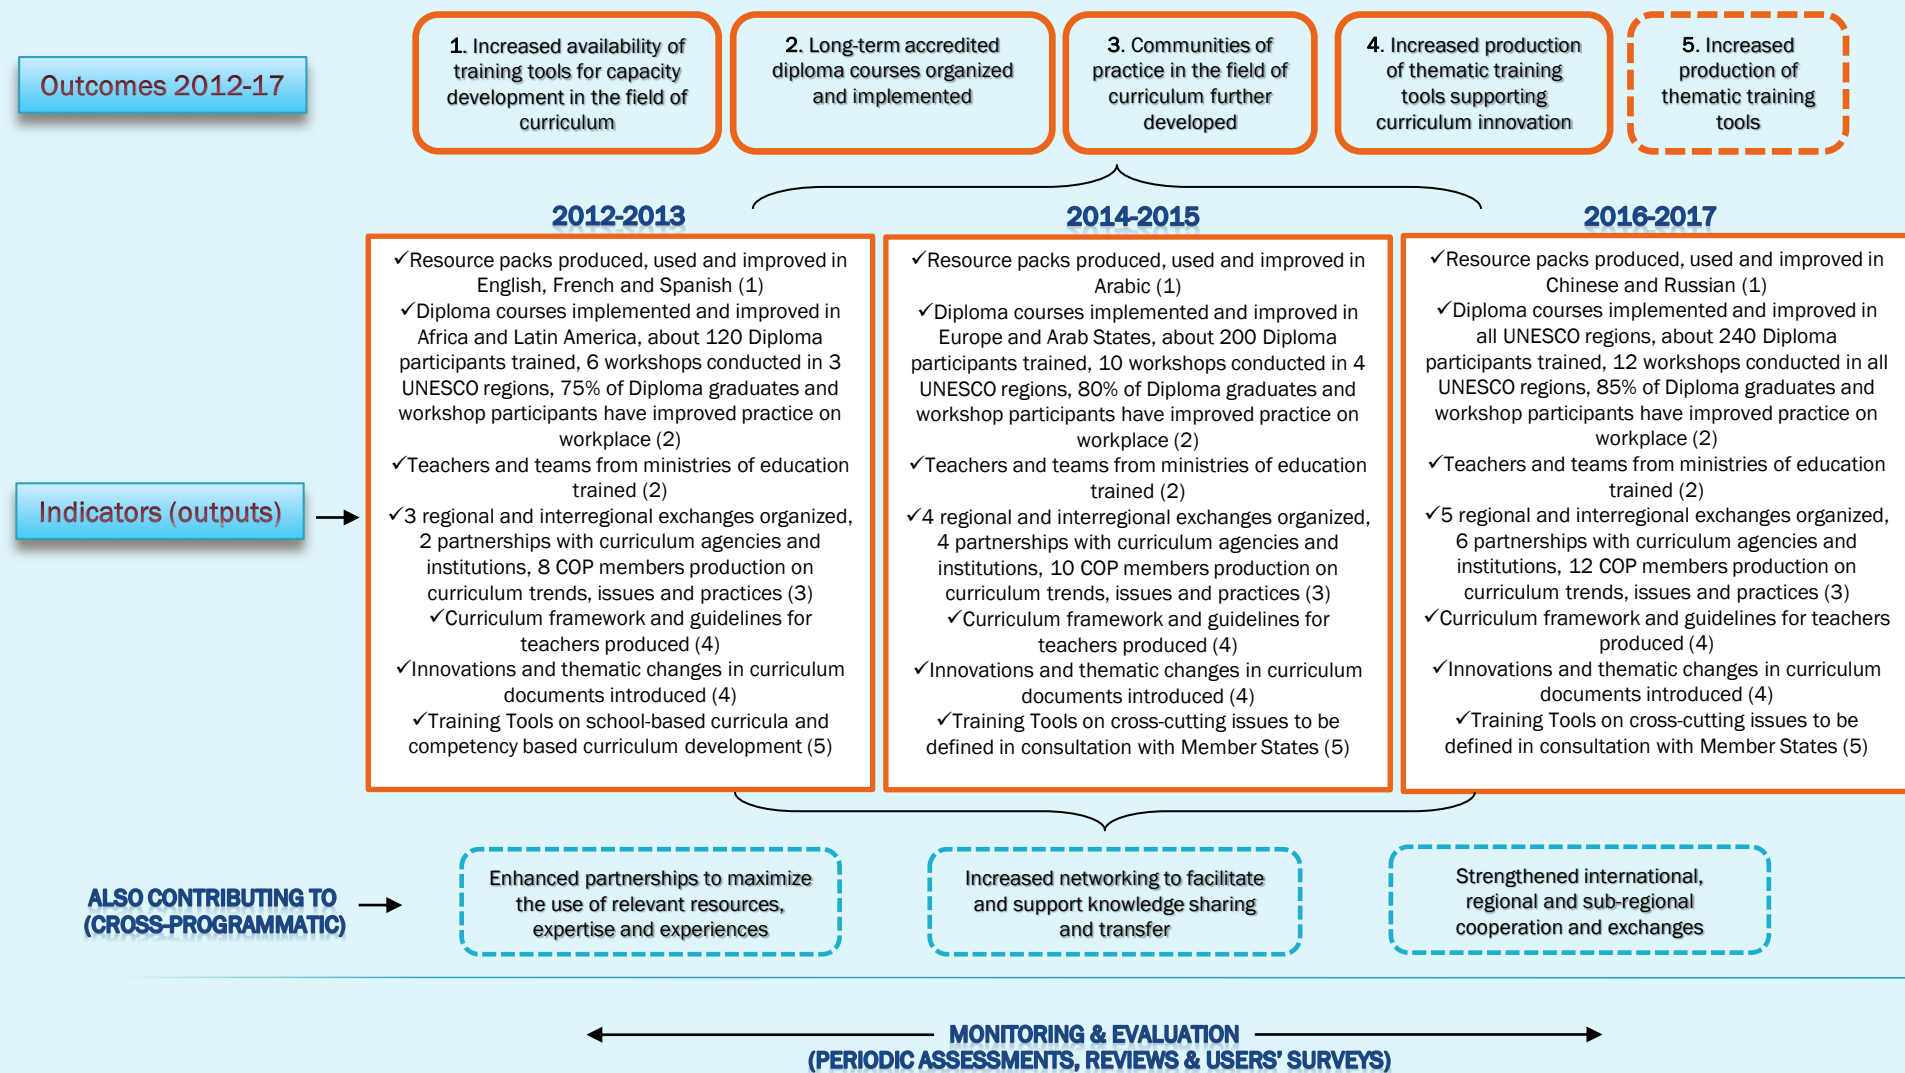 Outcomes 2012-17
1. Increased availability of
training tools for capacity
development in the field of
curriculum
2. Long-term accredited
diploma courses organized
and implemented
3. Communities of
practice in the field of
curriculum further
developed
4. Increased production
of thematic training
tools supporting
curriculum innovation
5. Increased
production of
thematic training
tools
2012-2013
2014-2015
2016-2017
Indicators (outputs)
✓Resource packs produced, used and improved in
English, French and Spanish (1)
✓Diploma courses implemented and improved in
Africa and Latin America, about 120 Diploma
participants trained, 6 workshops conducted in 3
UNESCO regions, 75% of Diploma graduates and
workshop participants have improved practice on
workplace (2)
✓Teachers and teams from ministries of education
trained (2)
✓3 regional and interregional exchanges organized,
2 partnerships with curriculum agencies and
institutions, 8 COP members production on
curriculum trends, issues and practices (3)
✓Curriculum framework and guidelines for
teachers produced (4)
✓Innovations and thematic changes in curriculum
documents introduced (4)
✓Training Tools on school-based curricula and
competency based curriculum development (5)
✓Resource packs produced, used and improved in
Arabic (1)
✓Diploma courses implemented and improved in
Europe and Arab States, about 200 Diploma
participants trained, 10 workshops conducted in 4
UNESCO regions, 80% of Diploma graduates and
workshop participants have improved practice on
workplace (2)
✓Teachers and teams from ministries of education
trained (2)
✓4 regional and interregional exchanges organized,
4 partnerships with curriculum agencies and
institutions, 10 COP members production on
curriculum trends, issues and practices (3)
✓Curriculum framework and guidelines for
teachers produced (4)
✓Innovations and thematic changes in curriculum
documents introduced (4)
✓Training Tools on cross-cutting issues to be
defined in consultation with Member States (5)
✓Resource packs produced, used and improved in
Chinese and Russian (1)
✓Diploma courses implemented and improved in
all UNESCO regions, about 240 Diploma
participants trained, 12 workshops conducted in all
UNESCO regions, 85% of Diploma graduates and
workshop participants have improved practice on
workplace (2)
✓Teachers and teams from ministries of education
trained (2)
✓5 regional and interregional exchanges organized,
6 partnerships with curriculum agencies and
institutions, 12 COP members production on
curriculum trends, issues and practices (3)
✓Curriculum framework and guidelines for teachers
produced (4)
✓Innovations and thematic changes in curriculum
documents introduced (4)
✓Training Tools on cross-cutting issues to be
defined in consultation with Member States (5)
ALSO CONTRIBUTING TO
(CROSS-PROGRAMMATIC)
Enhanced partnerships to maximize
the use of relevant resources,
expertise and experiences
Increased networking to facilitate
and support knowledge sharing
and transfer
Strengthened international,
regional and sub-regional
cooperation and exchanges
MONITORING & EVALUATION
(PERIODIC ASSESSMENTS, REVIEWS & USERS' SURVEYS)